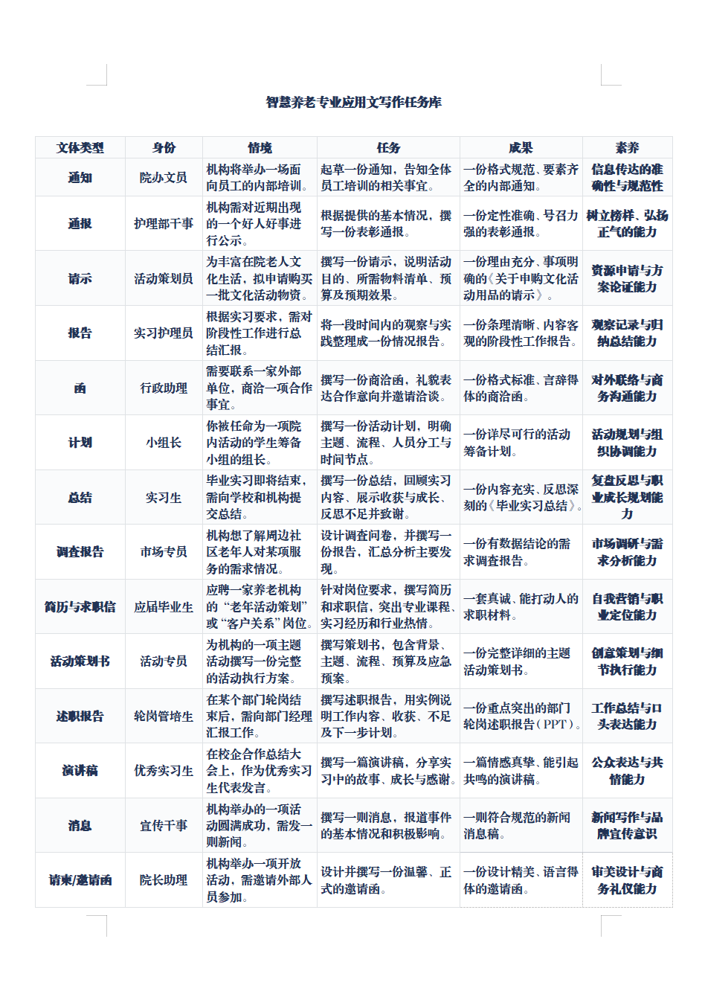 智慧养老专业应用文写作任务库
文体类型 身份 情境 任务 成果 素养
通知 院办文员 机构将举办一场面向员工的内部培训。 起草一份通知，告知全体员工培训的相关事宜。 一份格式规范、要素齐全的内部通知。 信息传达的准确性与规范性
通报 护理部干事 机构需对近期出现的一个好人好事进行公示。 根据提供的基本情况，撰写一份表彰通报。 一份定性准确、号召力强的表彰通报。 树立榜样、弘扬正气的能力
请示 活动策划员 为丰富在院老人文化生活，拟申请购买一批文化活动物资。 撰写一份请示，说明活动目的、所需物料清单、预算及预期效果。 一份理由充分、事项明确的《关于申购文化活动用品的请示》。 资源申请与方案论证能力
报告 实习护理员 根据实习要求，需对阶段性工作进行总结汇报。 将一段时间内的观察与实践整理成一份情况报告。 一份条理清晰、内容客观的阶段性工作报告。 观察记录与归纳总结能力
函 行政助理 需要联系一家外部单位，商洽一项合作事宜。 撰写一份商洽函，礼貌表达合作意向并邀请洽谈。 一份格式标准、言辞得体的商洽函。 对外联络与商务沟通能力
计划 小组长 你被任命为一项院内活动的学生筹备小组的组长。 撰写一份活动计划，明确主题、流程、人员分工与时间节点。 一份详尽可行的活动筹备计划。 活动规划与组织协调能力
总结 实习生 毕业实习即将结束，需向学校和机构提交总结。 撰写一份总结，回顾实习内容、展示收获与成长、反思不足并致谢。 一份内容充实、反思深刻的《毕业实习总结》。 复盘反思与职业成长规划能力
调查报告 市场专员 机构想了解周边社区老年人对某项服务的需求情况。 设计调查问卷，并撰写一份报告，汇总分析主要发现。 一份有数据结论的需求调查报告。 市场调研与需求分析能力
简历与求职信 应届毕业生 应聘一家养老机构的“老年活动策划”或“客户关系”岗位。 针对岗位要求，撰写简历和求职信，突出专业课程、实习经历和行业热情。 一套真诚、能打动人的求职材料。 自我营销与职业定位能力
活动策划书 活动专员 为机构的一项主题活动撰写一份完整的活动执行方案。 撰写策划书，包含背景、主题、流程、预算及应急预案。 一份完整详细的主题活动策划书。 创意策划与细节执行能力
述职报告 轮岗管培生 在某个部门轮岗结束后，需向部门经理汇报工作。 撰写述职报告，用实例说明工作内容、收获、不足及下一步计划。 一份重点突出的部门轮岗述职报告（PPT）。 工作总结与口头表达能力
演讲稿 优秀实习生 在校企合作总结大会上，作为优秀实习生代表发言。 撰写一篇演讲稿，分享实习中的故事、成长与感谢。 一篇情感真挚、能引起共鸣的演讲稿。 公众表达与共情能力
消息 宣传干事 机构举办的一项活动圆满成功，需发一则新闻。 撰写一则消息，报道事件的基本情况和积极影响。 一则符合规范的新闻消息稿。 新闻写作与品牌宣传意识
请柬/邀请函 院长助理 机构举办一项开放活动，需邀请外部人员参加。 设计并撰写一份温馨、正式的邀请函。 一份设计精美、语言得体的邀请函。 审美设计与商务礼仪能力